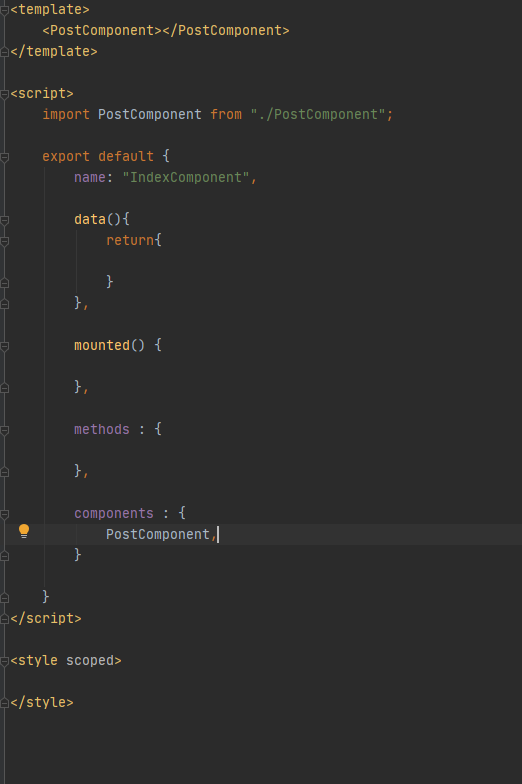 <template>
<PostComponent></PostComponent>
</template>
<script>
import PostComponent from "./PostComponent";
export default {
name: "IndexComponent",
data(){
return{
}
},
mounted() {
},
methods : {
},
components : {
PostComponent,
}
}
</script>
<style scoped>
</style>